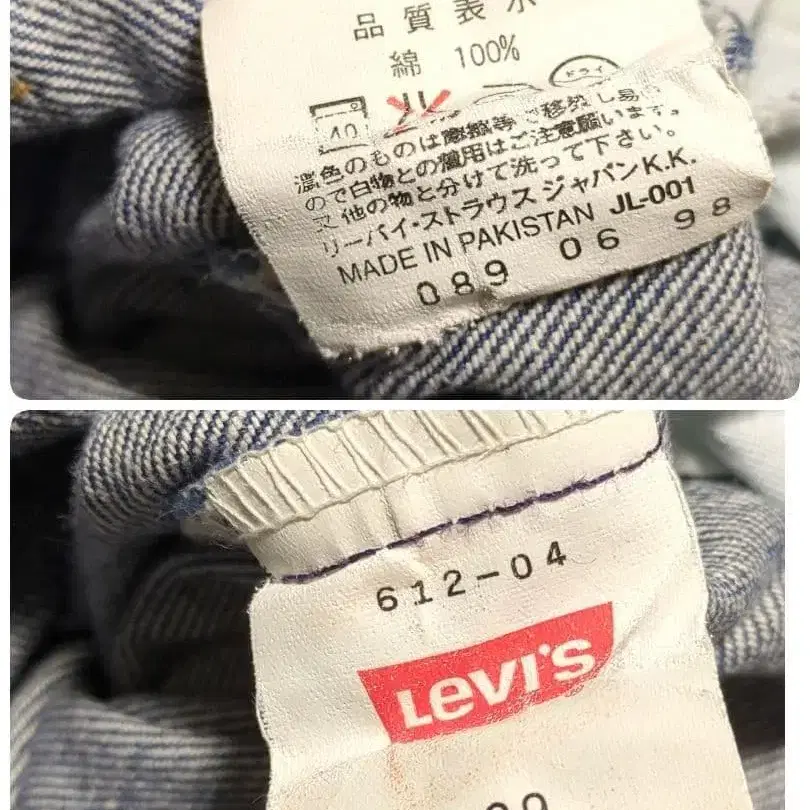 品質表示
綿 100%
ドライ
40
濃色のものは摩擦等で移染し易い
ので白物との着用はご注意願います。
又他の物と分けて洗って下さい。
リーバイ・ストラウス ジャパンK.K.
MADE IN PAKISTAN JL-001
089 06 98
612-04
LEVI'S